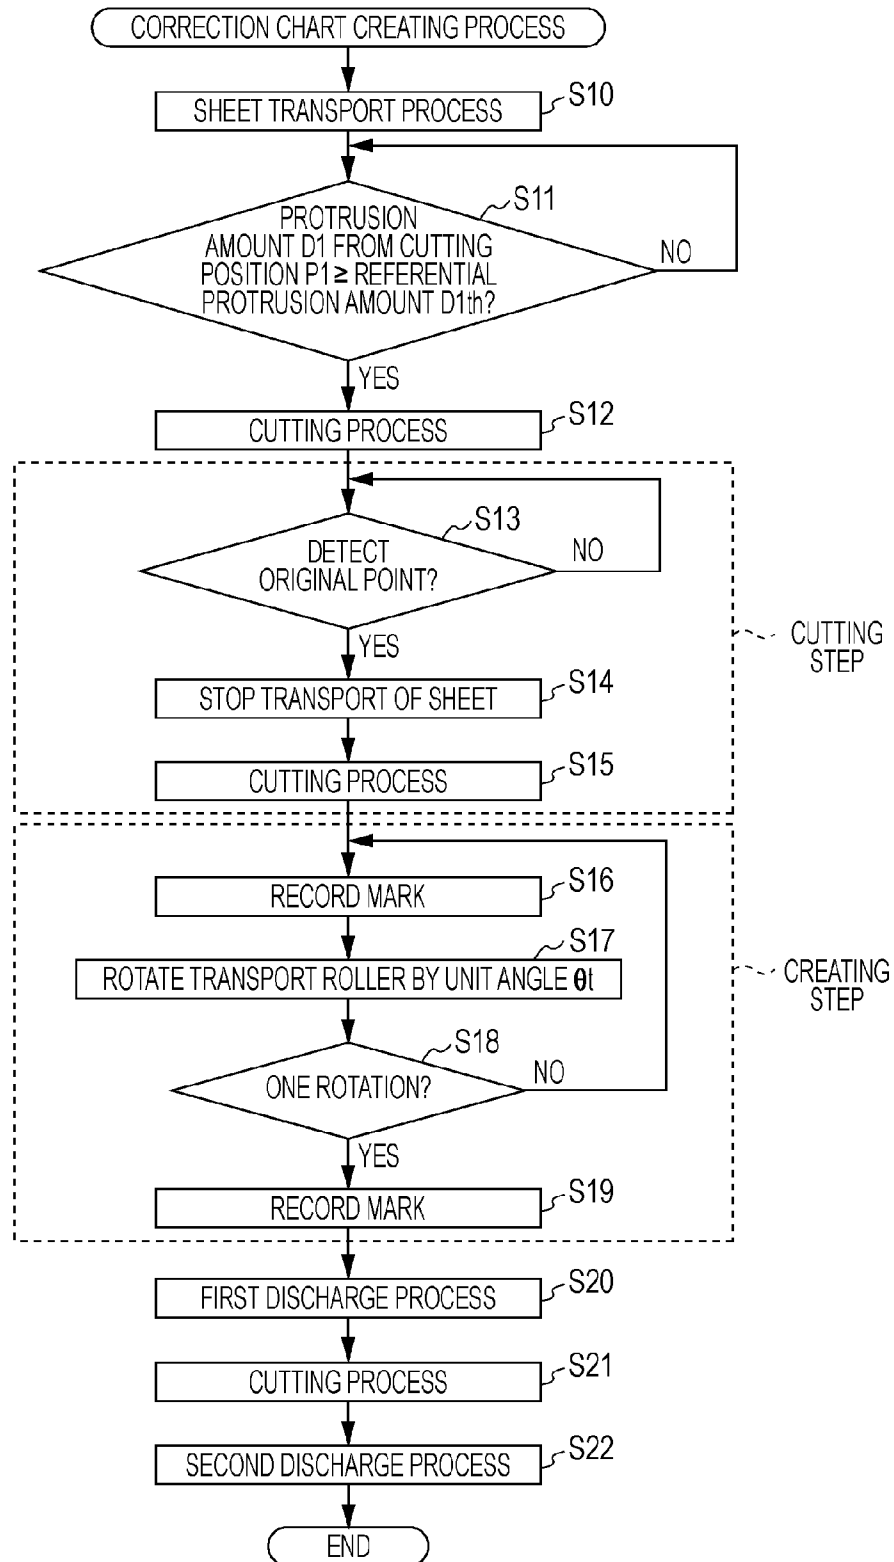 CORRECTION CHART CREATING PROCESS
SHEET TRANSPORT PROCESS
S10
S11
PROTRUSION
AMOUNT D1 FROM CUTTING
POSITION P1 ≥ REFERENTIAL
PROTRUSION AMOUNT D1th?
NO
YES
CUTTING PROCESS
S12
S13
DETECT
ORIGINAL POINT?
NO
YES
CUTTING
STEP
STOP TRANSPORT OF SHEET
S14
CUTTING PROCESS
S15
RECORD MARK
S16
S17
ROTATE TRANSPORT ROLLER BY UNIT ANGLE θt
CREATING
STEP
S18
ONE ROTATION?
NO
YES
RECORD MARK
S19
FIRST DISCHARGE PROCESS
S20
CUTTING PROCESS
S21
SECOND DISCHARGE PROCESS
S22
END